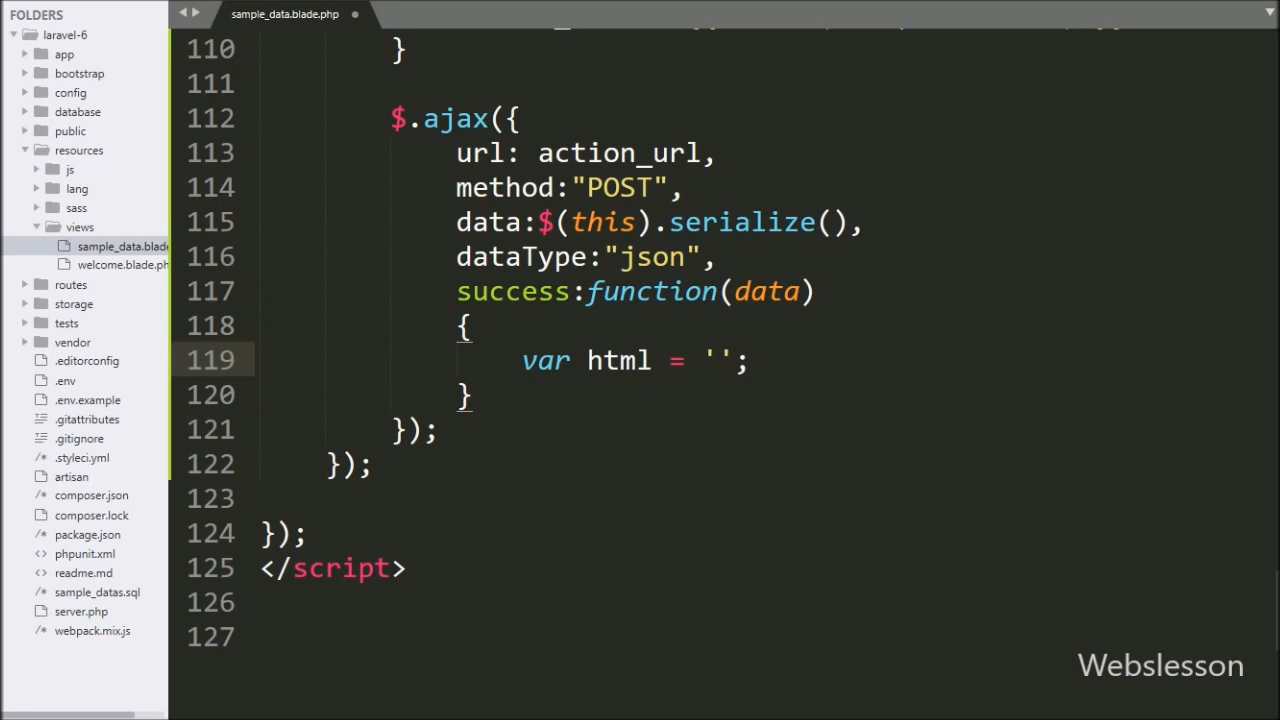 FOLDERS
laravel-6
app
bootstrap
config
database
public
resources
js
lang
sass
views
sample_data.blade
welcome.blade.ph
routes
storage
tests
vendor
.editorconfig
.env
.env.example
.gitattributes
.gitignore
.styleci.yml
artisan
composer.json
composer.lock
package.json
phpunit.xml
readme.md
sample_datas.sql
server.php
webpack.mix.js
sample_data.blade.php
110 }
111
112 $.ajax({
113 url: action_url,
114 method:"POST",
115 data:$(this).serialize(),
116 dataType:"json",
117 success:function(data)
118 {
119 var html = '';
120 }
121 });
122 });
123
124 });
125 </script>
126
127
Webslesson